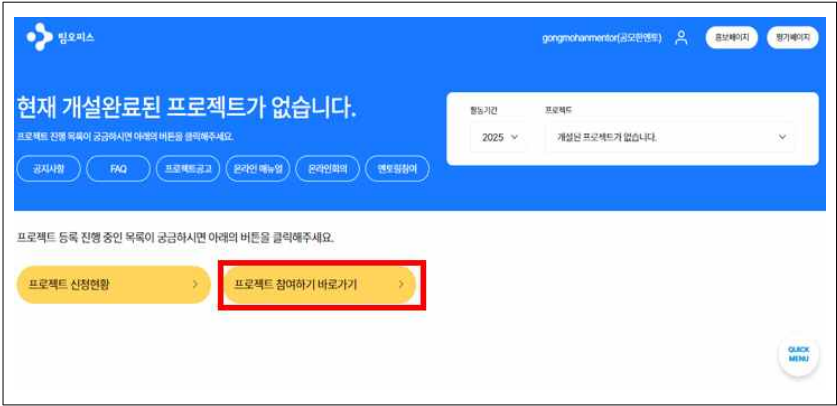 팀오피스
gongmohanmentor(공모한멘토)
홍보페이지
평가페이지
현재 개설완료된 프로젝트가 없습니다.
프로젝트 진행 목록이 궁금하시면 아래의 버튼을 클릭해주세요.
공지사항
FAQ
프로젝트공고
온라인 매뉴얼
온라인회의
멘토링참여
활동기간
프로젝트
2025
개설된 프로젝트가 없습니다.
프로젝트 등록 진행 중인 목록이 궁금하시면 아래의 버튼을 클릭해주세요.
프로젝트 신청현황
프로젝트 참여하기 바로가기
QUICK
MENU